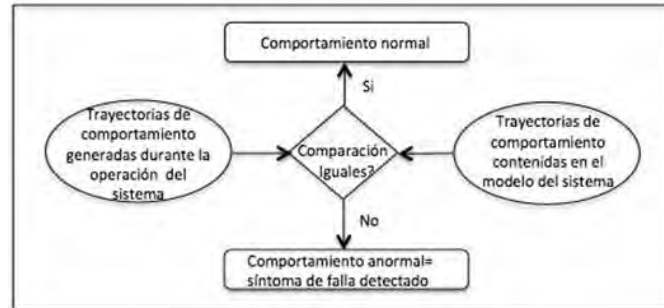 Comportamiento normal
Si
Trayectorias de
comportamiento
generadas durante la
operación del
sistema
Comparación
Iguales?
Trayectorias de
comportamiento
contenidas en el
modelo del sistema
No
Comportamiento anormal=
síntoma de falla detectado